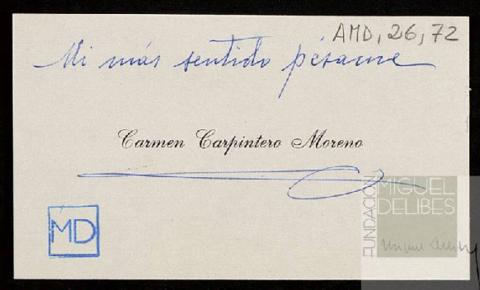 AMD, 26, 72
Mi más sentido pésame
Carmen Carpintero Moreno
MD
FUNDACIÓN
MIGUEL
DELIBES